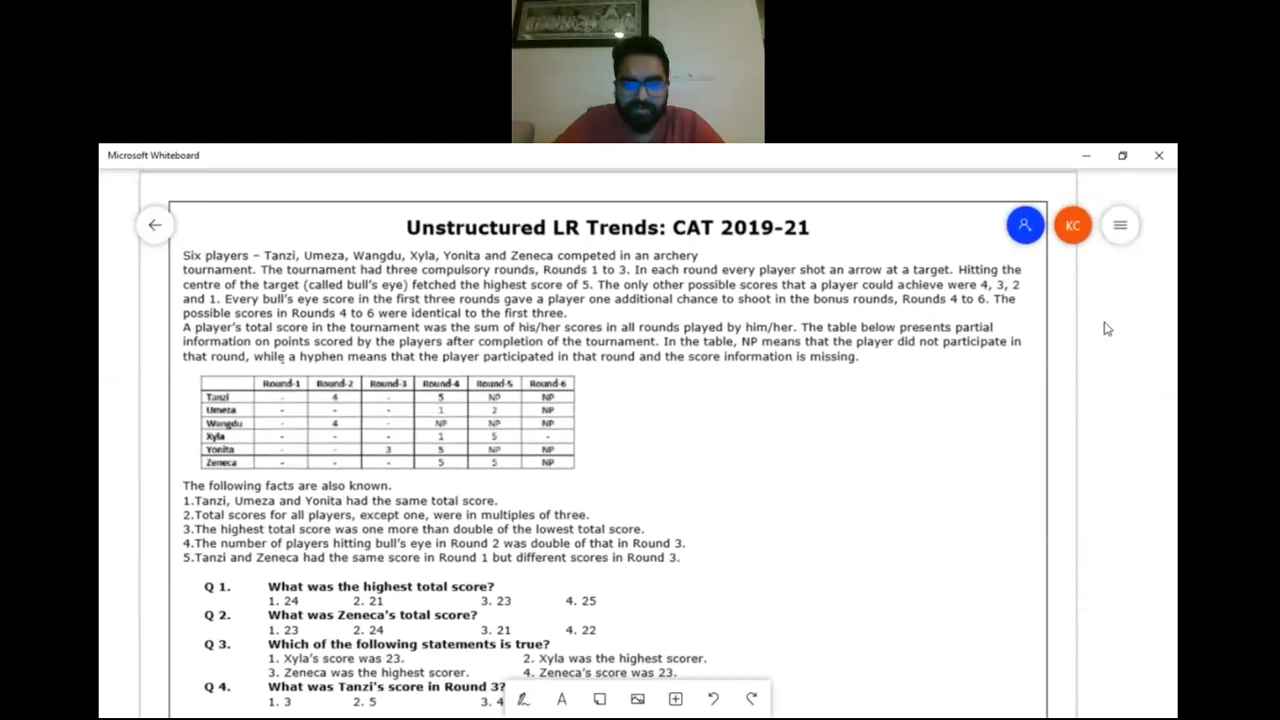 Microsoft Whiteboard
Unstructured LR Trends: CAT 2019-21
KC
Six players – Tanzi, Umeza, Wangdu, Xyla, Yonita and Zeneca competed in an archery
tournament. The tournament had three compulsory rounds, Rounds 1 to 3. In each round every player shot an arrow at a target. Hitting the
centre of the target (called bull's eye) fetched the highest score of 5. The only other possible scores that a player could achieve were 4, 3, 2
and 1. Every bull's eye score in the first three rounds gave a player one additional chance to shoot in the bonus rounds, Rounds 4 to 6. The
possible scores in Rounds 4 to 6 were identical to the first three.
A player's total score in the tournament was the sum of his/her scores in all rounds played by him/her. The table below presents partial
information on points scored by the players after completion of the tournament. In the table, NP means that the player did not participate in
that round, while a hyphen means that the player participated in that round and the score information is missing.
Round-1 Round-2 Round-3 Round-4 Round-5 Round-6
Tanzi - 4 - 5 NP NP
Umeza - - - 1 2 NP
Wangdu - 4 - NP NP NP
Xyla - - - 1 5 -
Yonita - - 3 5 NP NP
Zeneca - - - 5 5 NP
The following facts are also known.
1.Tanzi, Umeza and Yonita had the same total score.
2.Total scores for all players, except one, were in multiples of three.
3.The highest total score was one more than double of the lowest total score.
4.The number of players hitting bull's eye in Round 2 was double of that in Round 3.
5.Tanzi and Zeneca had the same score in Round 1 but different scores in Round 3.
Q 1. What was the highest total score?
1. 24 2. 21 3. 23 4. 25
Q 2. What was Zeneca's total score?
1. 23 2. 24 3. 21 4. 22
Q 3. Which of the following statements is true?
1. Xyla's score was 23. 2. Xyla was the highest scorer.
3. Zeneca was the highest scorer. 4. Zeneca's score was 23.
Q 4. What was Tanzi's score in Round 3?
1. 3 2. 5 3. 4